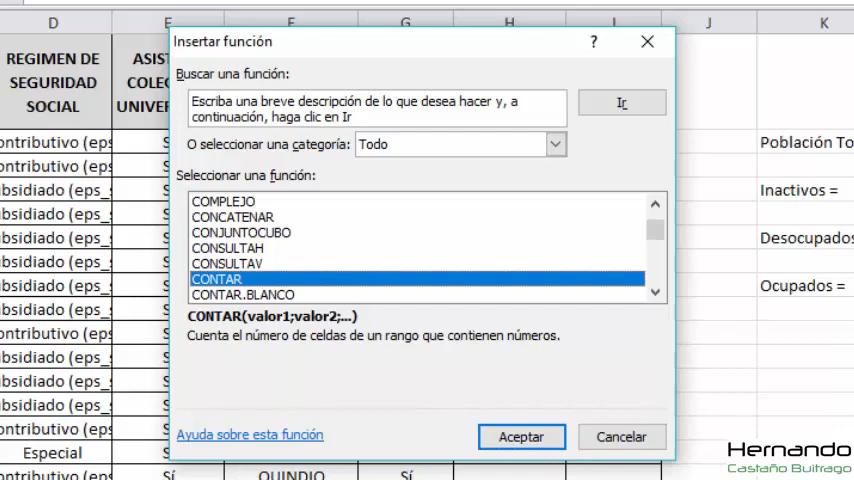 D E F G H I J K
REGIMEN DE
SEGURIDAD
SOCIAL
Insertar función
?
Buscar una función:
Escriba una breve descripción de lo que desea hacer y, a
continuación, haga clic en Ir
Ir
O seleccionar una categoría: Todo
Seleccionar una función:
COMPLEJO
CONCATENAR
CONJUNTOCUBO
CONSULTAH
CONSULTAV
CONTAR
CONTAR.BLANCO
CONTAR(valor1;valor2;...)
Cuenta el número de celdas de un rango que contienen números.
Ayuda sobre esta función
Aceptar
Cancelar
Población To
Inactivos =
Desocupados
Ocupados =
Especial
Sí QUINDIO Sí
Hernando
Castaño Buitrago